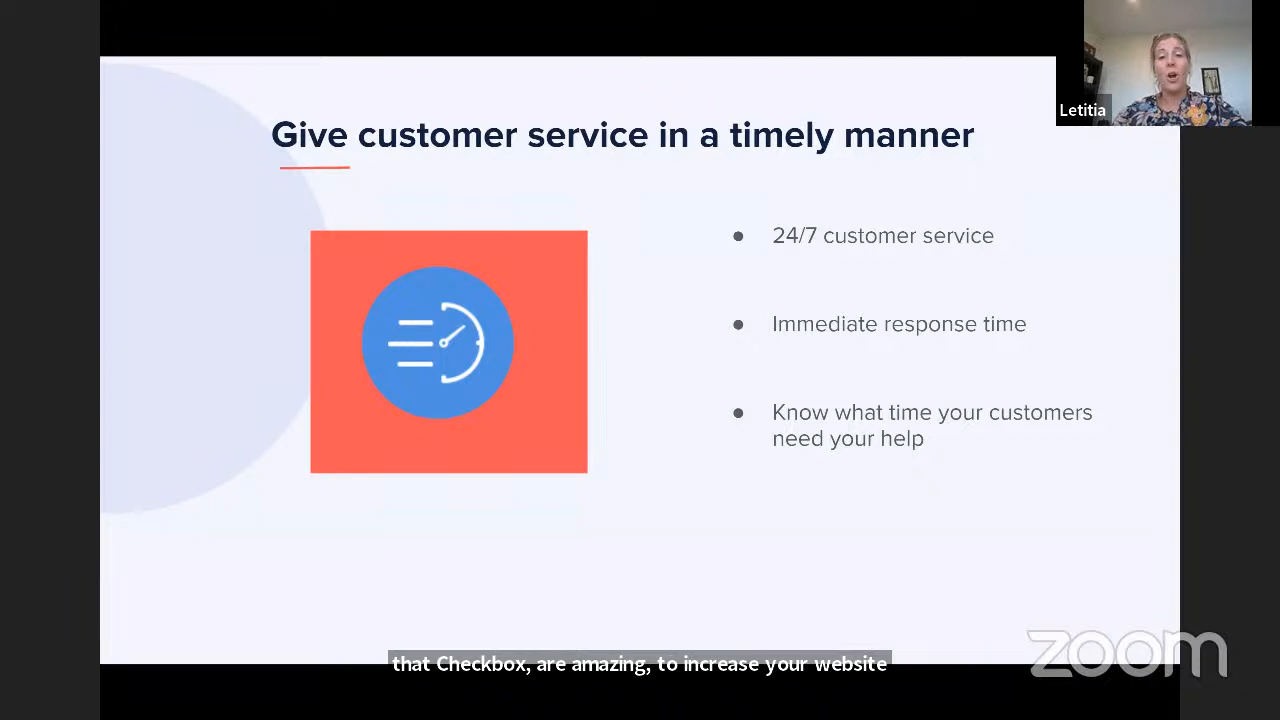 Letitia
Give customer service in a timely manner
● 24/7 customer service
● Immediate response time
● Know what time your customers
need your help
that Checkbox, are amazing, to increase your website
zoom